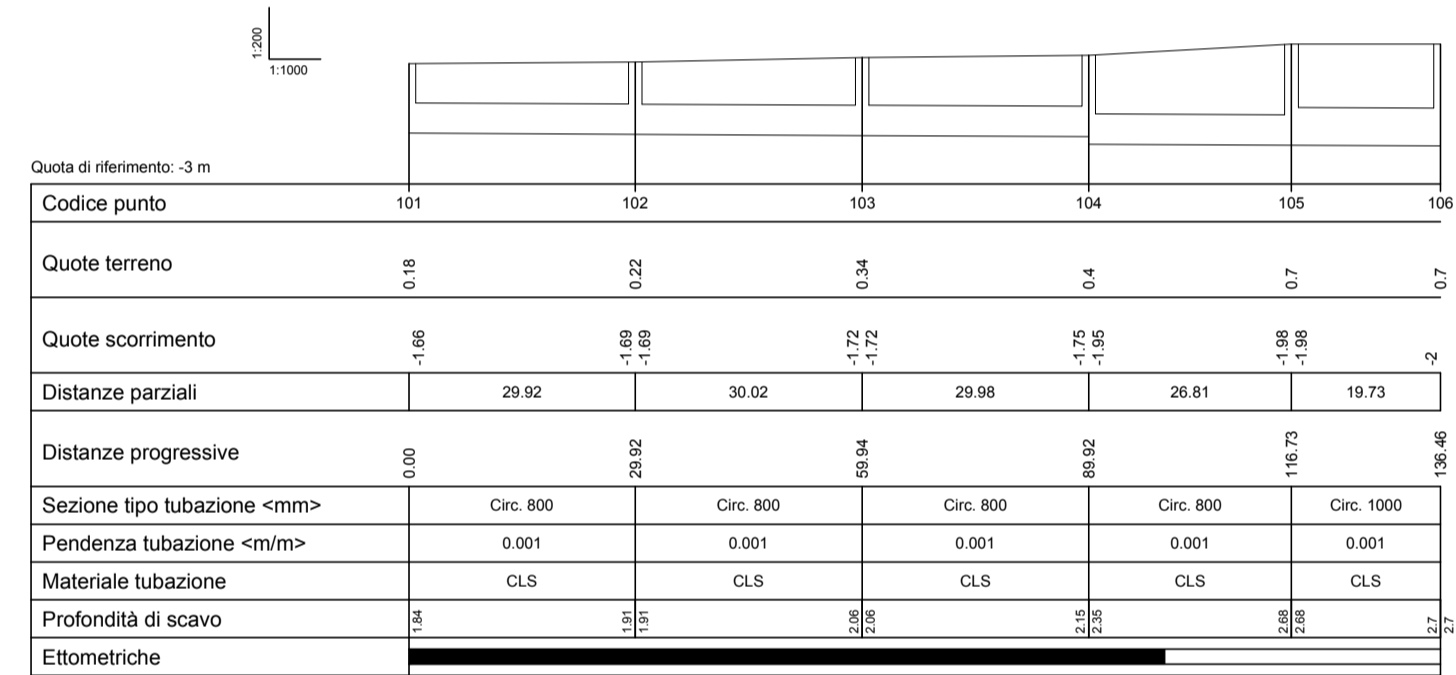 1:200
1:1000
Quota di riferimento: -3 m
Codice punto 101 102 103 104 105 106
Quote terreno 0.18 0.22 0.34 0.4 0.7 0.7
Quote scorrimento -1.66 -1.69 -1.69 -1.72 -1.72 -1.75 -1.95 -1.98 -1.98 -2
Distanze parziali 29.92 30.02 29.98 26.81 19.73
Distanze progressive 0.00 29.92 59.94 89.92 116.73 136.46
Sezione tipo tubazione <mm> Circ. 800 Circ. 800 Circ. 800 Circ. 800 Circ. 1000
Pendenza tubazione <m/m> 0.001 0.001 0.001 0.001 0.001
Materiale tubazione CLS CLS CLS CLS CLS
Profondità di scavo 1.84 1.91 1.91 2.06 2.06 2.15 2.35 2.68 2.68 2.7 2.7
Ettometriche